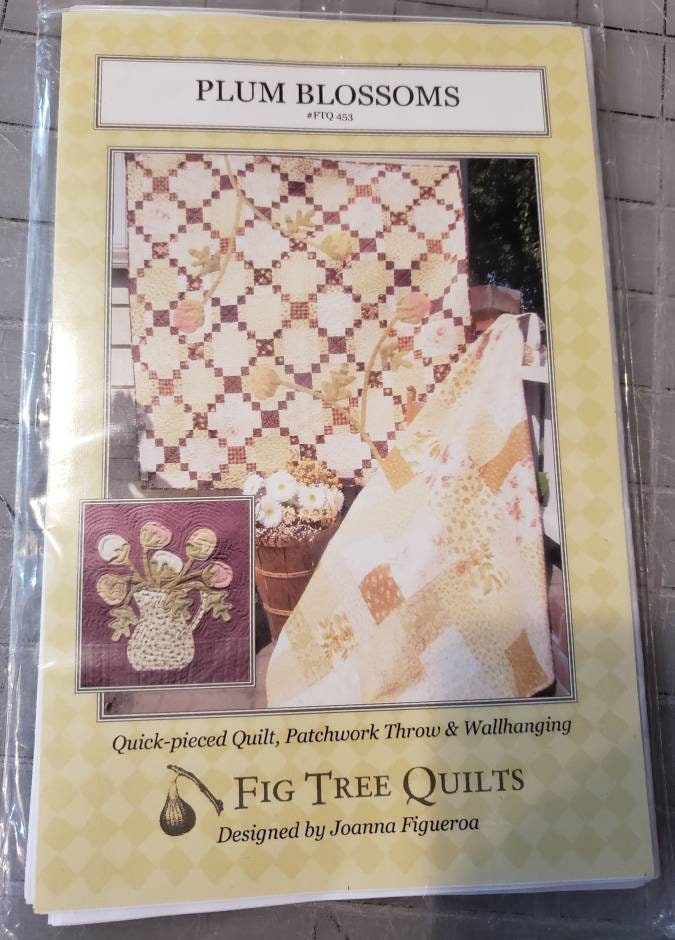 PLUM BLOSSOMS
#FTQ 453
Quick-pieced Quilt, Patchwork Throw & Wallhanging
FIG TREE QUILTS
Designed by Joanna Figueroa